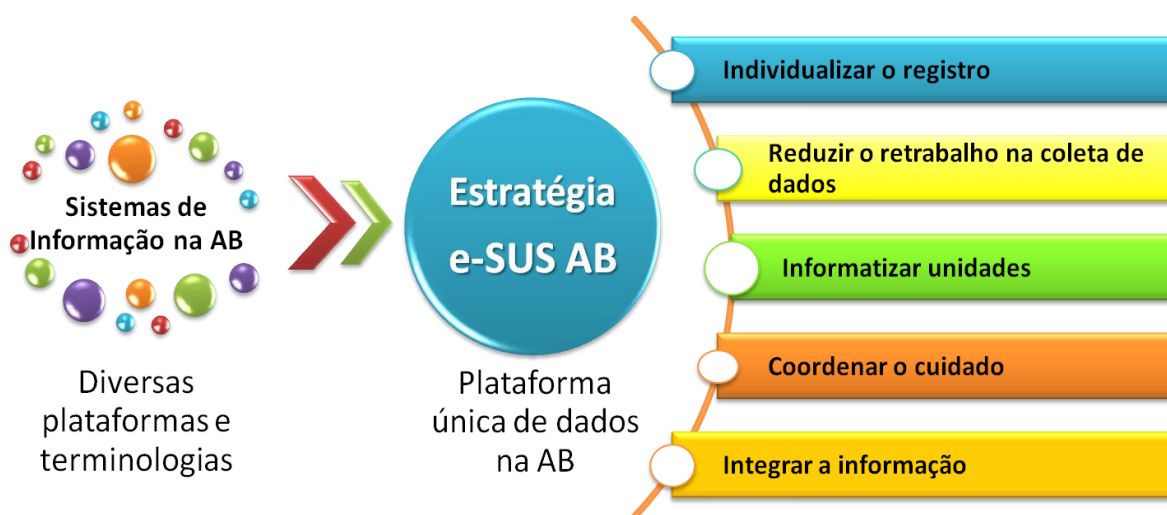 Sistemas de
Informação na AB
Diversas
plataformas e
terminologias
Estratégia
e-SUS AB
Plataforma
única de dados
na AB
Individualizar o registro
Reduzir o retrabalho na coleta de
dados
Informatizar unidades
Coordenar o cuidado
Integrar a informação